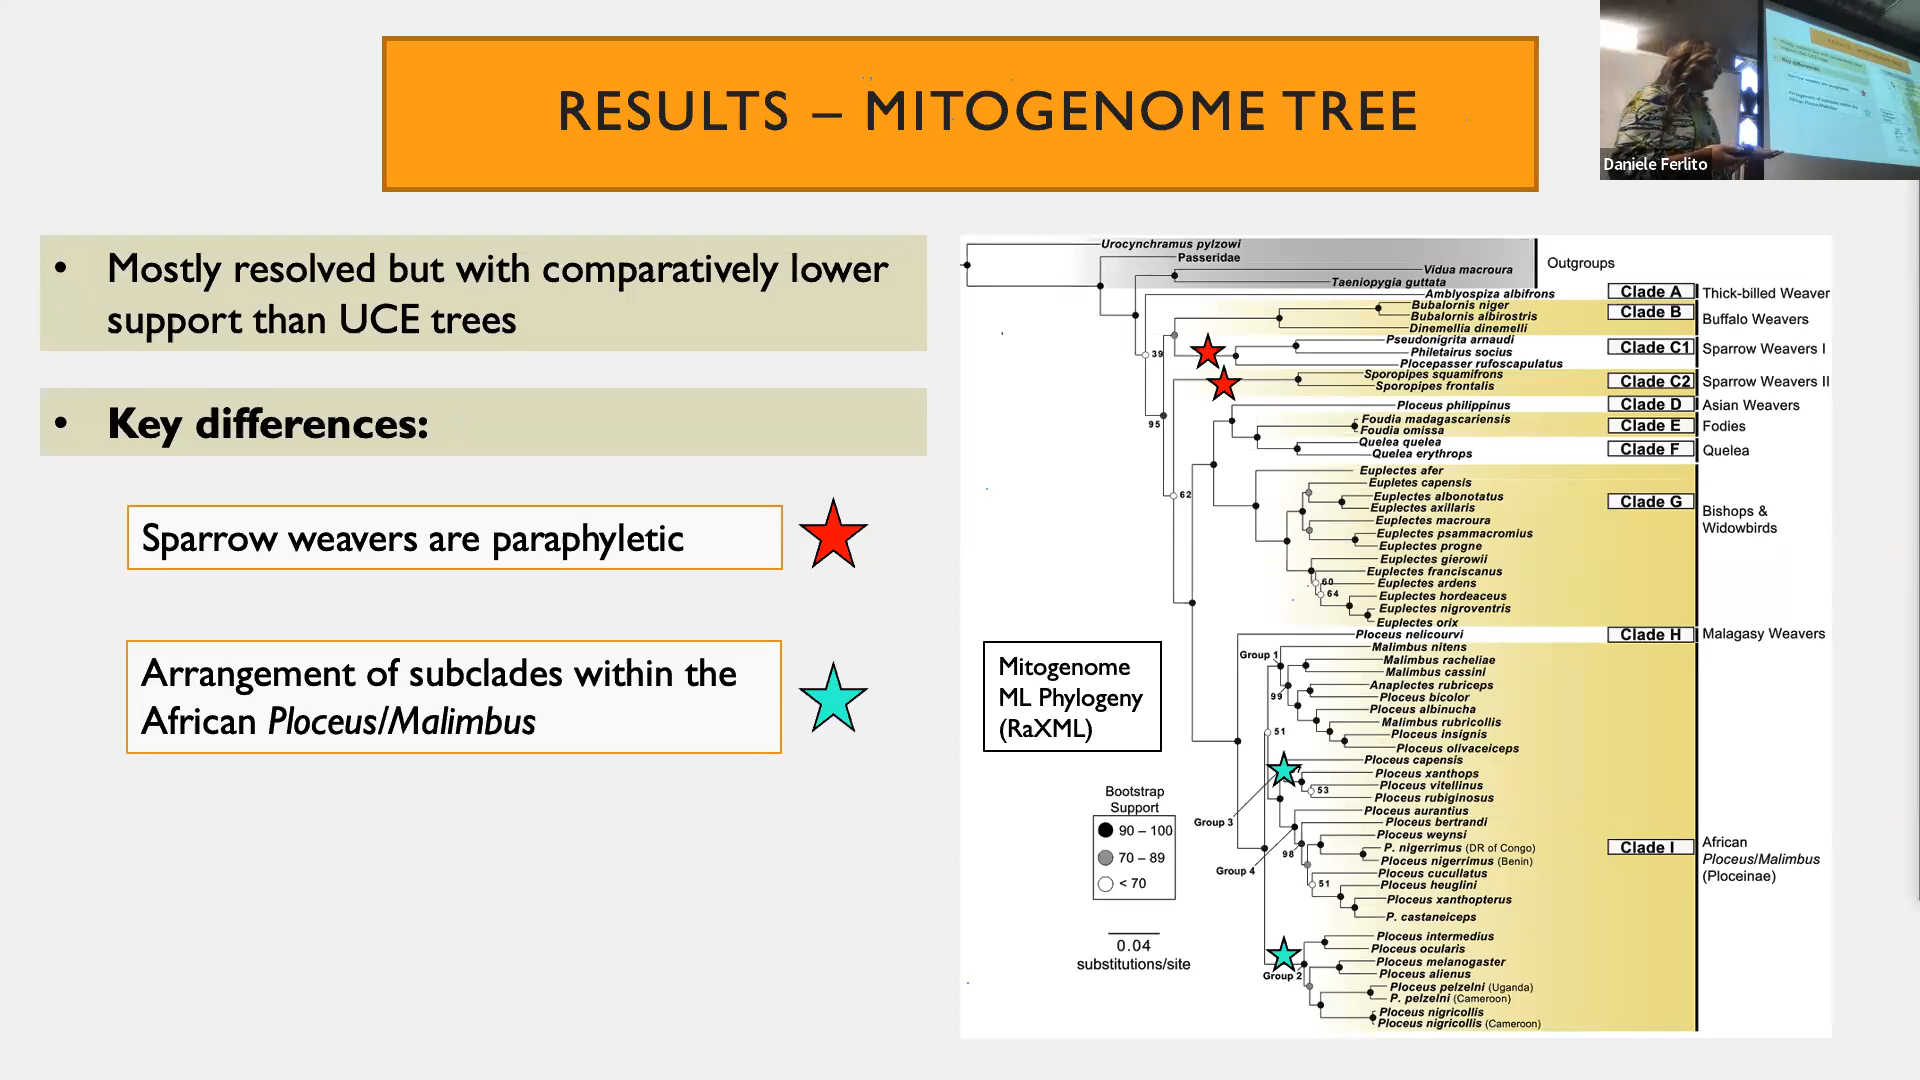 RESULTS – MITOGENOME TREE
Daniele Ferlito
• Mostly resolved but with comparatively lower
support than UCE trees
• Key differences:
Sparrow weavers are paraphyletic
Arrangement of subclades within the
African Ploceus/Malimbus
Urocynchramus pylzowi
Passeridae
Vidua macroura
Taeniopygia guttata
Outgroups
Amblyospiza albifrons
Clade A
Thick-billed Weaver
Bubalornis niger
Bubalornis albirostris
Dinemellia dinemelli
Clade B
Buffalo Weavers
39
Pseudonigrita arnaudi
Philetairus socius
Plocepasser rufoscapulatus
Clade C1
Sparrow Weavers I
Sporopipes squamifrons
Sporopipes frontalis
Clade C2
Sparrow Weavers II
95
Ploceus philippinus
Clade D
Asian Weavers
Foudia madagascariensis
Foudia omissa
Clade E
Fodies
Quelea quelea
Quelea erythrops
Clade F
Quelea
62
Euplectes afer
Eupletes capensis
Euplectes albonotatus
Euplectes axillaris
Euplectes macroura
Euplectes psammacromius
Euplectes progne
Euplectes gierowii
Euplectes franciscanus
60
Euplectes ardens
64
Euplectes hordeaceus
Euplectes nigroventris
Euplectes orix
Clade G
Bishops &
Widowbirds
Ploceus nelicourvi
Clade H
Malagasy Weavers
Mitogenome
ML Phylogeny
(RaXML)
Group 1
99
51
Malimbus nitens
Malimbus racheliae
Malimbus cassini
Anaplectes rubriceps
Ploceus bicolor
Ploceus albinucha
Malimbus rubricollis
Ploceus insignis
Ploceus olivaceiceps
Ploceus capensis
Ploceus xanthops
Ploceus vitellinus
53
Ploceus rubiginosus
Group 3
Ploceus aurantius
Ploceus bertrandi
Ploceus weynsi
P. nigerrimus (DR of Congo)
98
Ploceus nigerrimus (Benin)
Group 4
Ploceus cucullatus
51
Ploceus heuglini
Ploceus xanthopterus
P. castaneiceps
Clade I
African
Ploceus/Malimbus
(Ploceinae)
Ploceus intermedius
Ploceus ocularis
Ploceus melanogaster
Ploceus alienus
Group 2
Ploceus pelzelni (Uganda)
P. pelzelni (Cameroon)
Ploceus nigricollis
Ploceus nigricollis (Cameroon)
Bootstrap
Support
90 – 100
70 – 89
< 70
0.04
substitutions/site